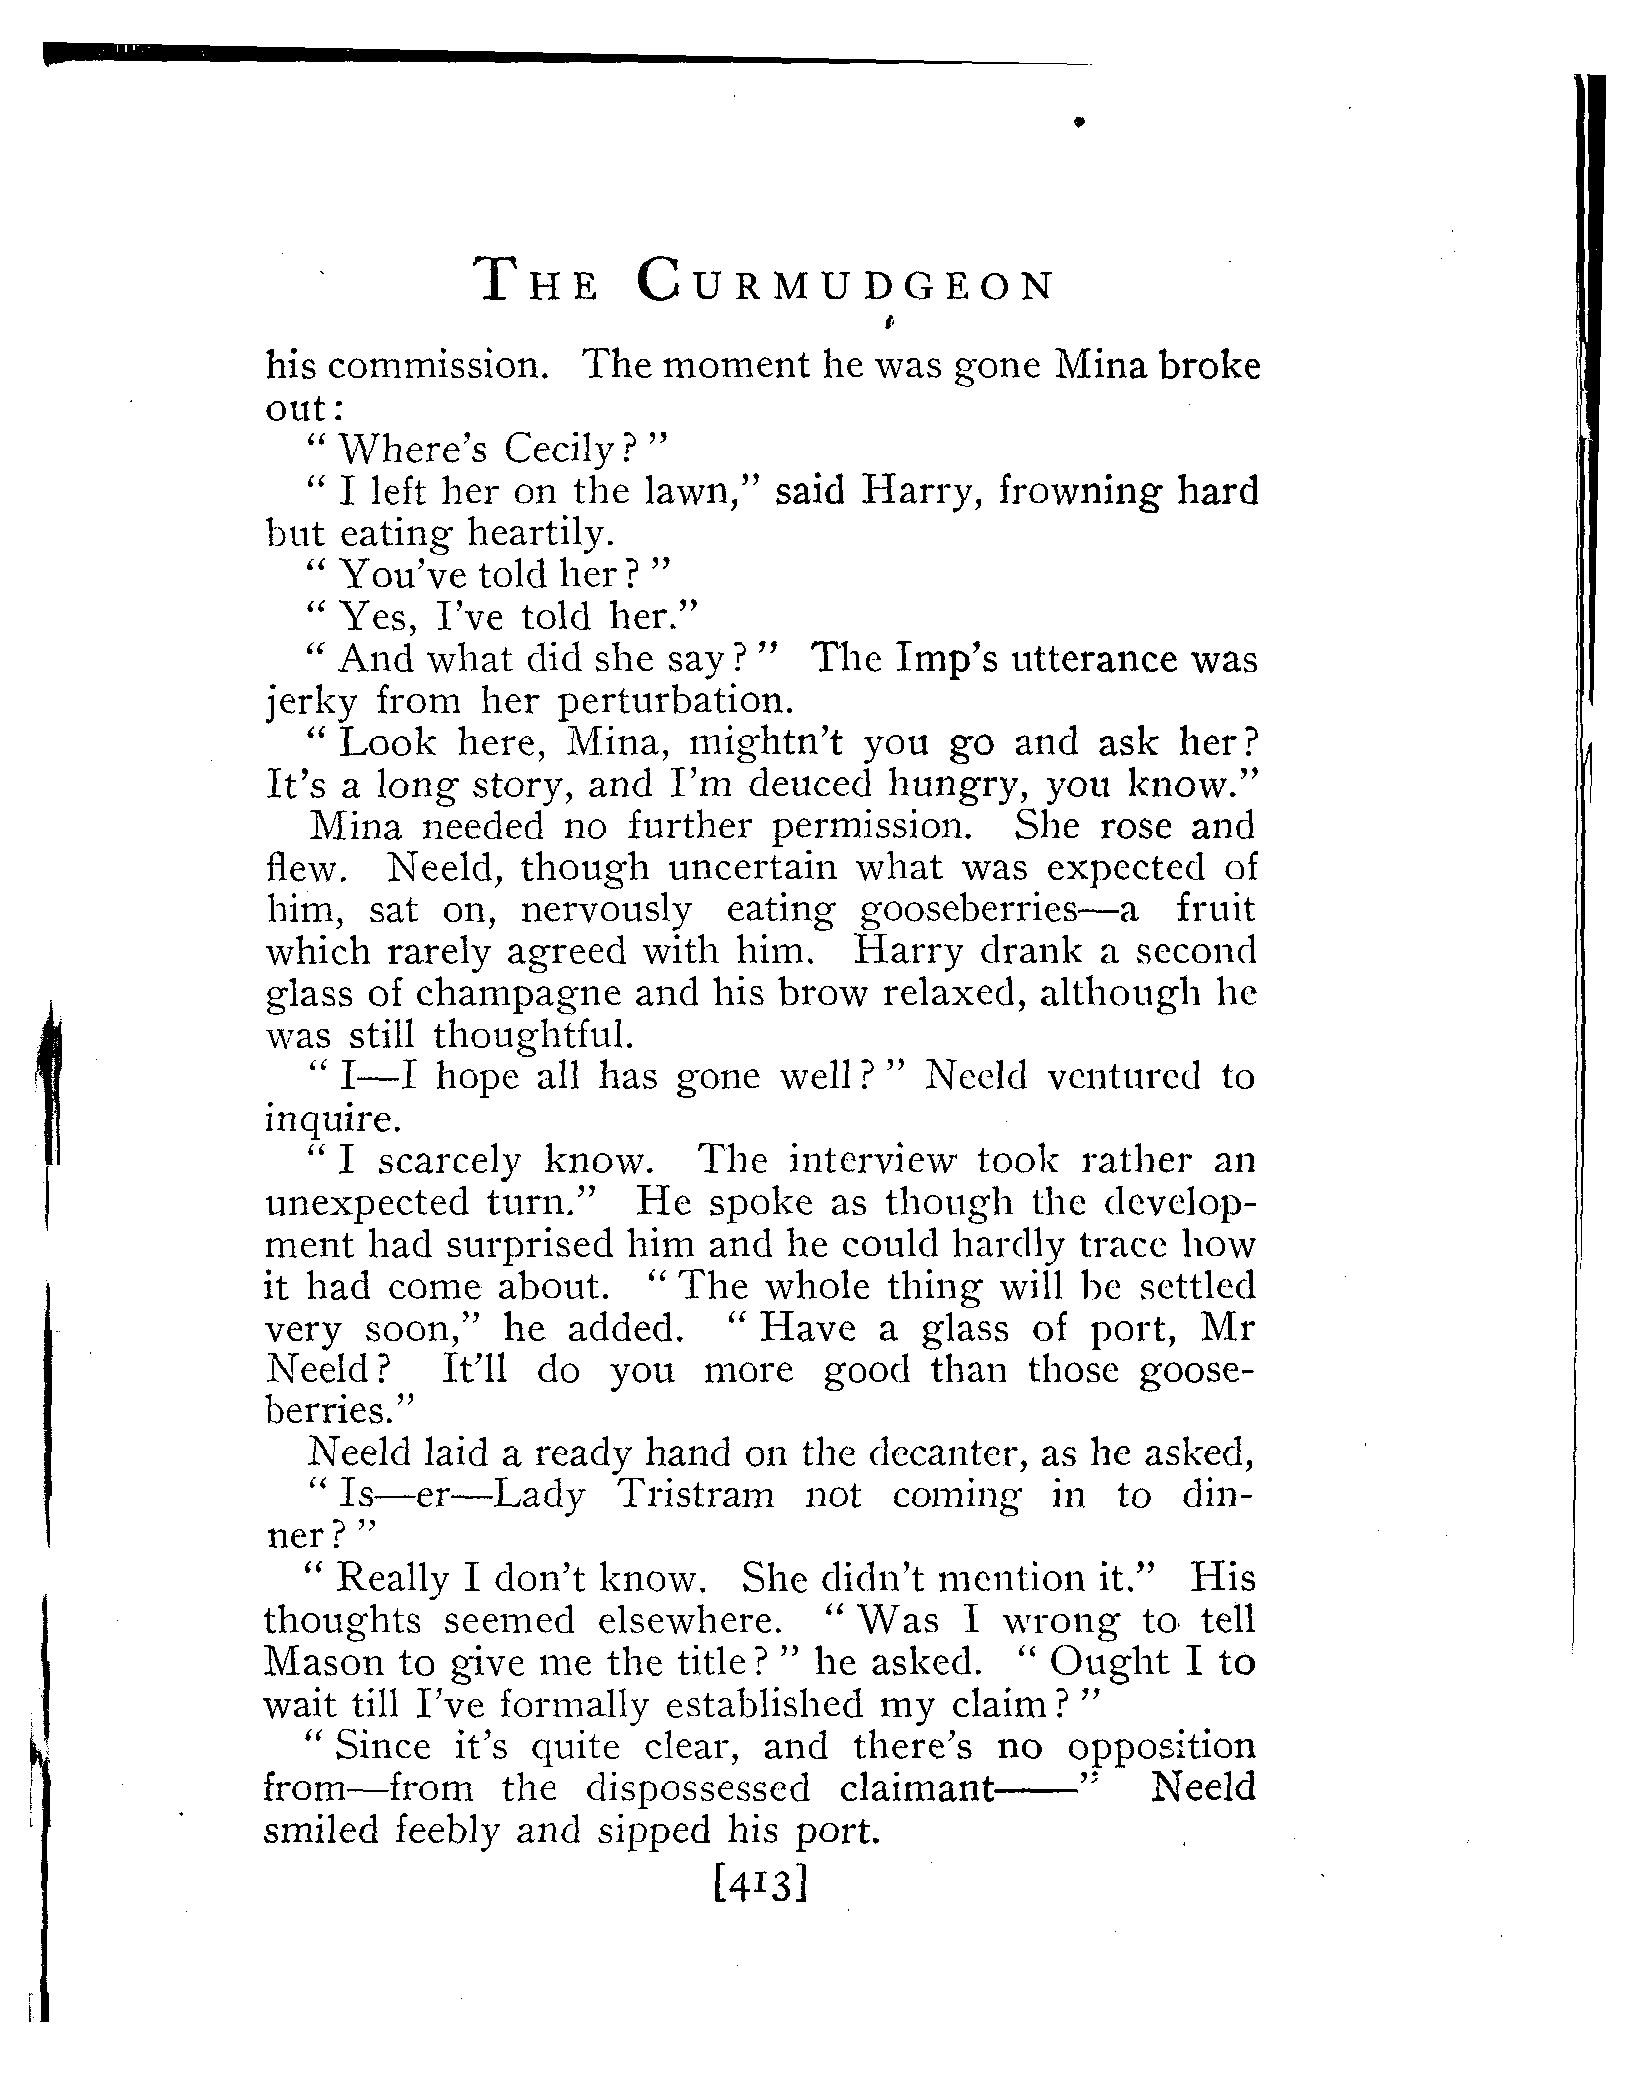 THE CURMUDGEON
his commission. The moment he was gone Mina broke
out:
"Where's Cecily?"
"I left her on the lawn," said Harry, frowning hard
but eating heartily.
"You've told her?"
"Yes, I've told her."
"And what did she say?" The Imp's utterance was
jerky from her perturbation.
"Look here, Mina, mightn't you go and ask her?
It's a long story, and I'm deuced hungry, you know."
Mina needed no further permission. She rose and
flew. Neeld, though uncertain what was expected of
him, sat on, nervously eating gooseberries—a fruit
which rarely agreed with him. Harry drank a second
glass of champagne and his brow relaxed, although he
was still thoughtful.
"I—I hope all has gone well?" Neeld ventured to
inquire.
"I scarcely know. The interview took rather an
unexpected turn." He spoke as though the develop-
ment had surprised him and he could hardly trace how
it had come about. "The whole thing will be settled
very soon," he added. "Have a glass of port, Mr
Neeld? It'll do you more good than those goose-
berries."
Neeld laid a ready hand on the decanter, as he asked,
"Is—er—Lady Tristram not coming in to din-
ner?"
"Really I don't know. She didn't mention it." His
thoughts seemed elsewhere. "Was I wrong to tell
Mason to give me the title?" he asked. "Ought I to
wait till I've formally established my claim?"
"Since it's quite clear, and there's no opposition
from—from the dispossessed claimant——" Neeld
smiled feebly and sipped his port.
[413]